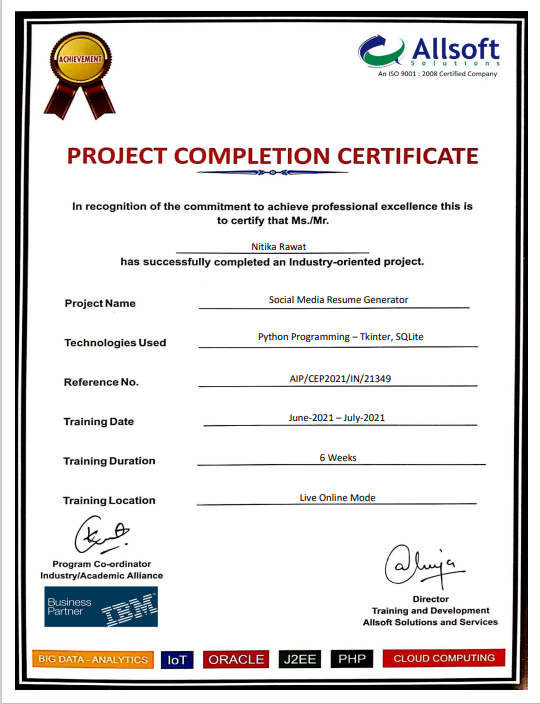 ACHIEVEMENT
Allsoft
Solutions
An ISO 9001 : 2008 Certified Company
PROJECT COMPLETION CERTIFICATE
In recognition of the commitment to achieve professional excellence this is
to certify that Ms./Mr.
Nitika Rawat
has successfully completed an Industry-oriented project.
Project Name Social Media Resume Generator
Technologies Used Python Programming – Tkinter, SQLite
Reference No. AIP/CEP2021/IN/21349
Training Date June-2021 – July-2021
Training Duration 6 Weeks
Training Location Live Online Mode
Program Co-ordinator
Industry/Academic Alliance
Business
Partner
IBM
Director
Training and Development
Allsoft Solutions and Services
BIG DATA - ANALYTICS IoT ORACLE J2EE PHP CLOUD COMPUTING